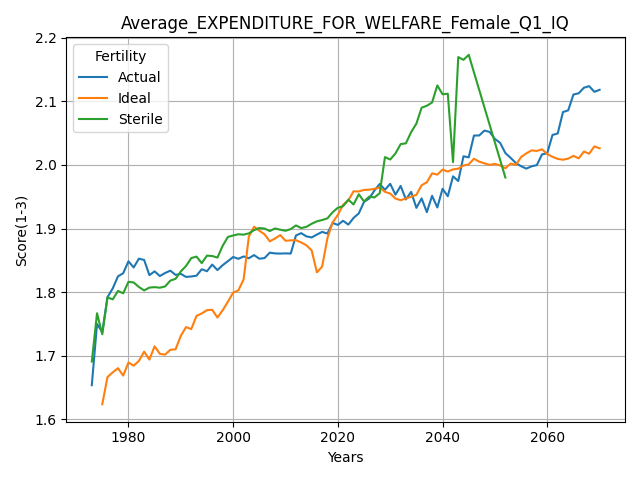 Average_EXPENDITURE_FOR_WELFARE_Female_Q1_IQ
Fertility
Actual
Ideal
Sterile
Score(1-3)
2.2
2.1
2.0
1.9
1.8
1.7
1.6
1980
2000
2020
2040
2060
Years